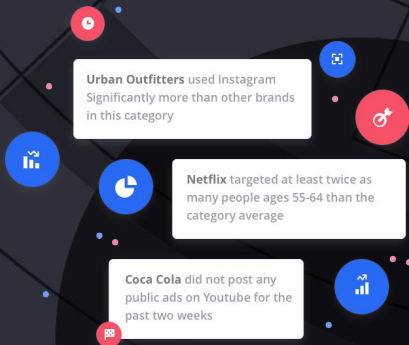 Urban Outfitters used Instagram
Significantly more than other brands
in this category
Netflix targeted at least twice as
many people ages 55-64 than the
category average
Coca Cola did not post any
public ads on Youtube for the
past two weeks